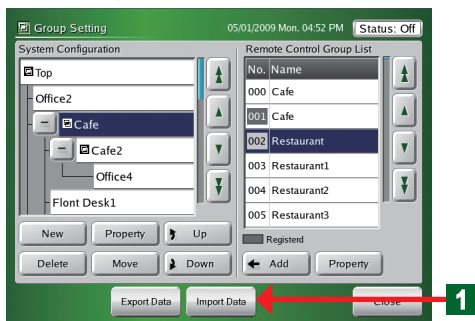 Group Setting
05/01/2009 Mon. 04:52 PM
Status: Off
System Configuration
Top
Office2
Cafe
Cafe2
Office4
Flont Desk1
New
Property
Up
Delete
Move
Down
Remote Control Group List
No. Name
000 Cafe
001 Cafe
002 Restaurant
003 Restaurant1
004 Restaurant2
005 Restaurant3
Registerd
Add
Property
Export Data
Import Data
Close
1